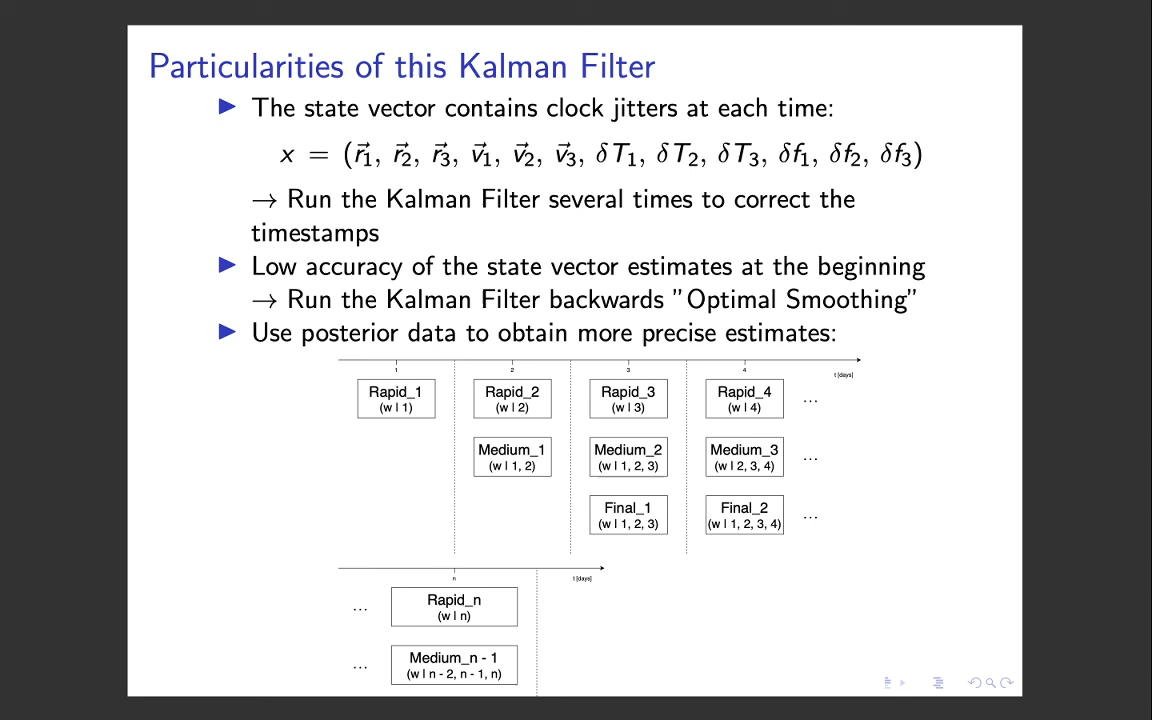 Particularities of this Kalman Filter
▶ The state vector contains clock jitters at each time:
x = (r⃗₁, r⃗₂, r⃗₃, v⃗₁, v⃗₂, v⃗₃, δT₁, δT₂, δT₃, δf₁, δf₂, δf₃)
→ Run the Kalman Filter several times to correct the
timestamps
▶ Low accuracy of the state vector estimates at the beginning
→ Run the Kalman Filter backwards ”Optimal Smoothing”
▶ Use posterior data to obtain more precise estimates:
1 2 3 4
t [days]
Rapid_1 Rapid_2 Rapid_3 Rapid_4 ...
(w | 1) (w | 2) (w | 3) (w | 4)
Medium_1 Medium_2 Medium_3 ...
(w | 1, 2) (w | 1, 2, 3) (w | 2, 3, 4)
Final_1 Final_2 ...
(w | 1, 2, 3) (w | 1, 2, 3, 4)
n t [days]
... Rapid_n
(w | n)
... Medium_n - 1
(w | n - 2, n - 1, n)